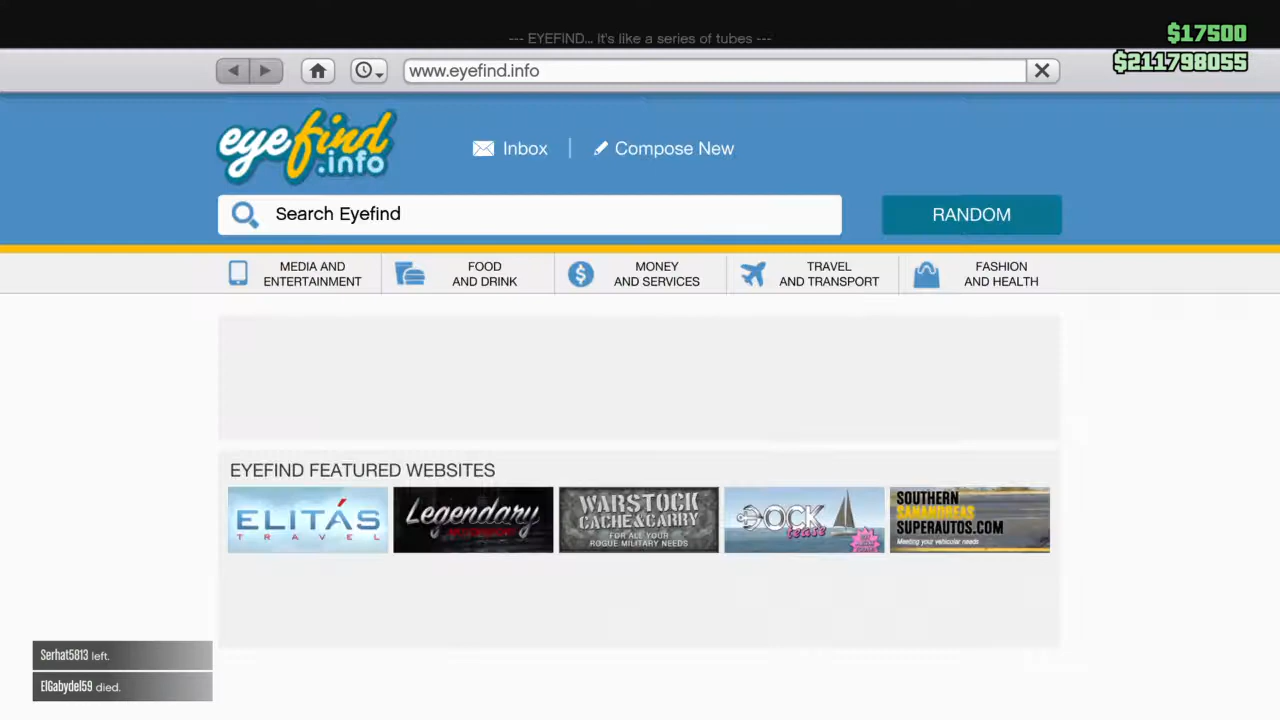 --- EYEFIND... It's like a series of tubes ---
$17500
$211798055
www.eyefind.info
eyefind
.info
Inbox
Compose New
Search Eyefind
RANDOM
MEDIA AND
ENTERTAINMENT
FOOD
AND DRINK
MONEY
AND SERVICES
TRAVEL
AND TRANSPORT
FASHION
AND HEALTH
EYEFIND FEATURED WEBSITES
ELITÁS
TRAVEL
Legendary
WARSTOCK
CACHE&CARRY
FOR ALL YOUR
ROGUE MILITARY NEEDS
DOCK
tease
SOUTHERN
SANANDREAS
SUPERAUTOS.COM
Meeting your vehicular needs
Serhat5813 left.
ElGabydel59 died.